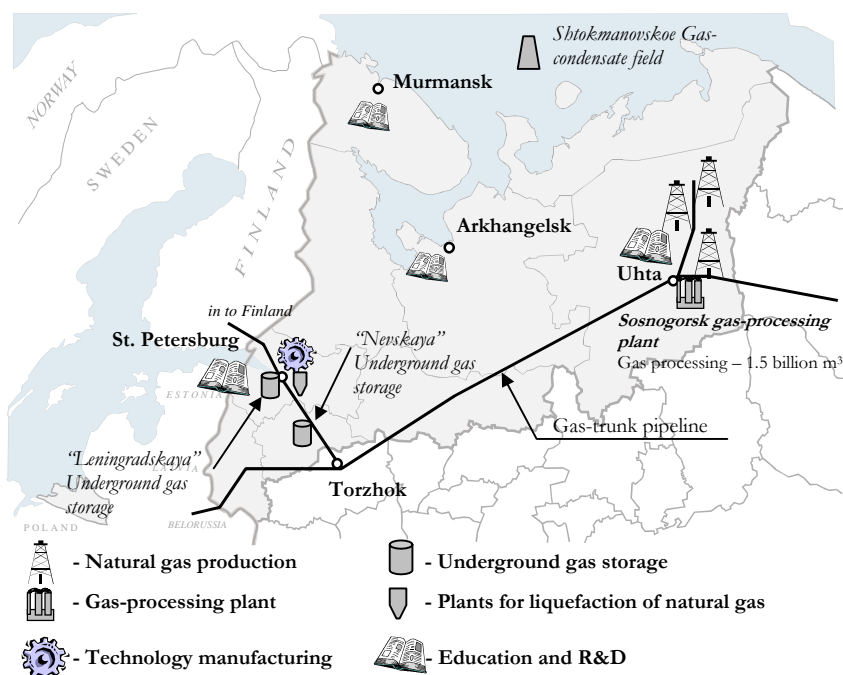 Shtokmanovskoe Gas-
condensate field
Murmansk
NORWAY
SWEDEN
FINLAND
Arkhangelsk
Uhta
in to Finland
Sosnogorsk gas-processing
plant
Gas processing – 1.5 billion m³
St. Petersburg
“Nevskaya”
Underground gas
storage
ESTONIA
Gas-trunk pipeline
“Leningradskaya”
Underground gas
storage
LATVIA
Torzhok
POLAND
BELORUSSIA
- Natural gas production
- Underground gas storage
- Gas-processing plant
- Plants for liquefaction of natural gas
- Technology manufacturing
- Education and R&D